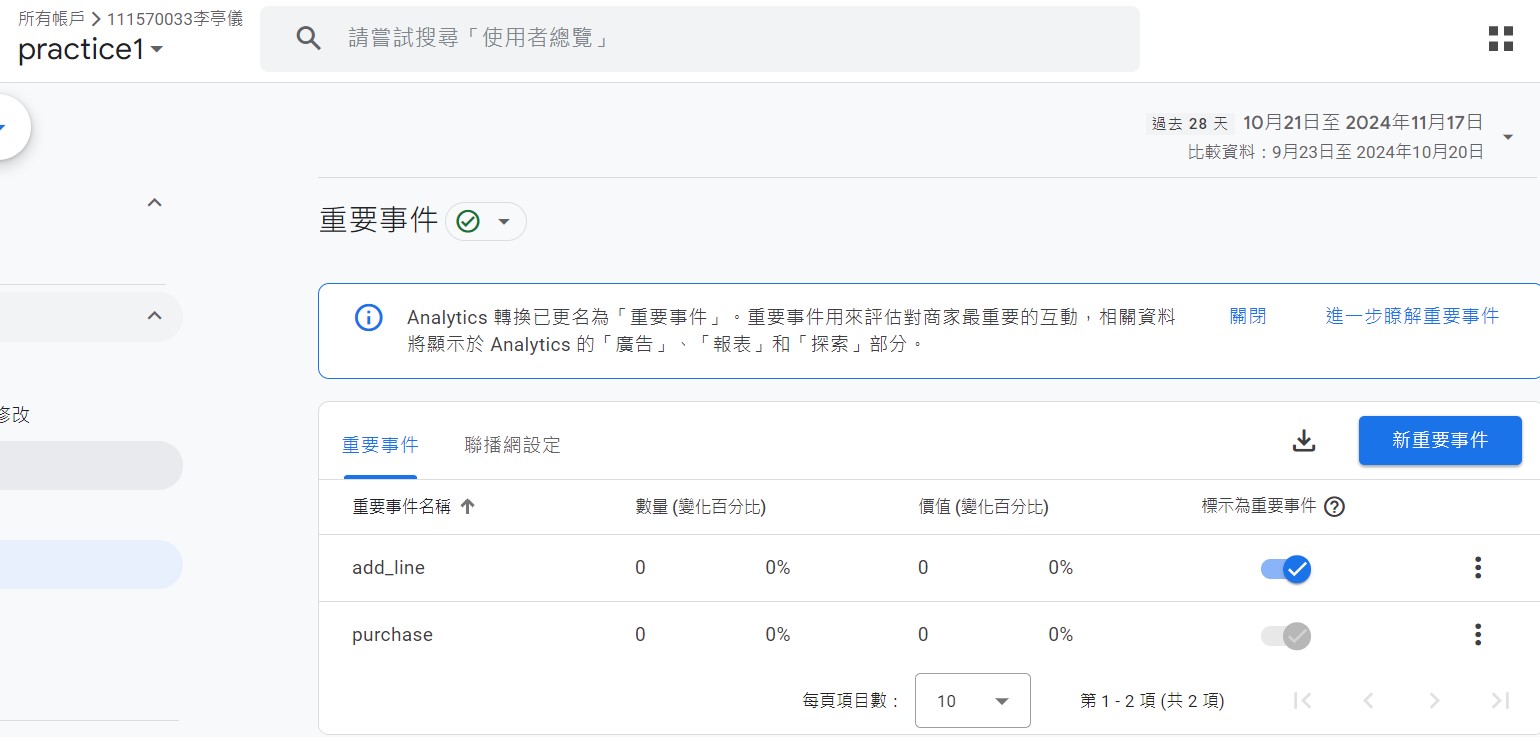 所有帳戶 > 111570033李亭儀
practice1
請嘗試搜尋「使用者總覽」
過去 28 天 10月21日至 2024年11月17日
比較資料：9月23日至 2024年10月20日
重要事件
Analytics 轉換已更名為「重要事件」。重要事件用來評估對商家最重要的互動，相關資料
將顯示於 Analytics 的「廣告」、「報表」和「探索」部分。
關閉 進一步瞭解重要事件
修改
重要事件 聯播網設定 新重要事件
重要事件名稱 數量 (變化百分比) 價值 (變化百分比) 標示為重要事件
add_line 0 0% 0 0%
purchase 0 0% 0 0%
每頁項目數： 10 第 1 - 2 項 (共 2 項)